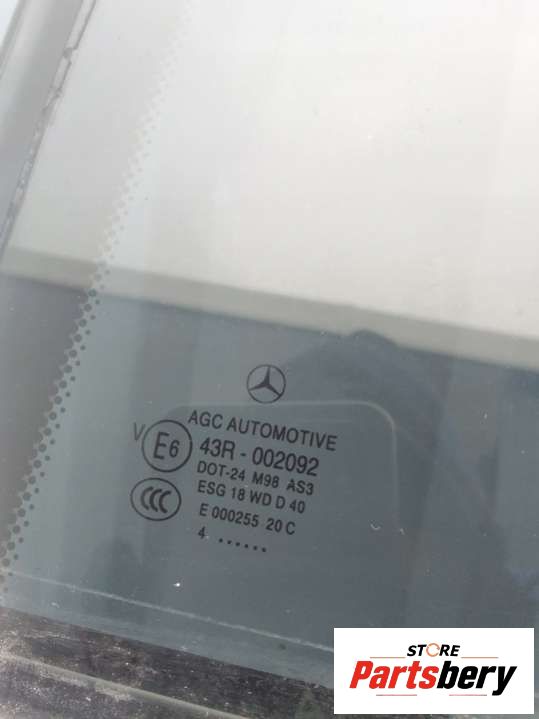 AGC AUTOMOTIVE
V E6 43R - 002092
DOT-24 M98 AS3
ESG 18 WD D 40
CCC E 000255 20 C
4 ......
STORE
Partsbery